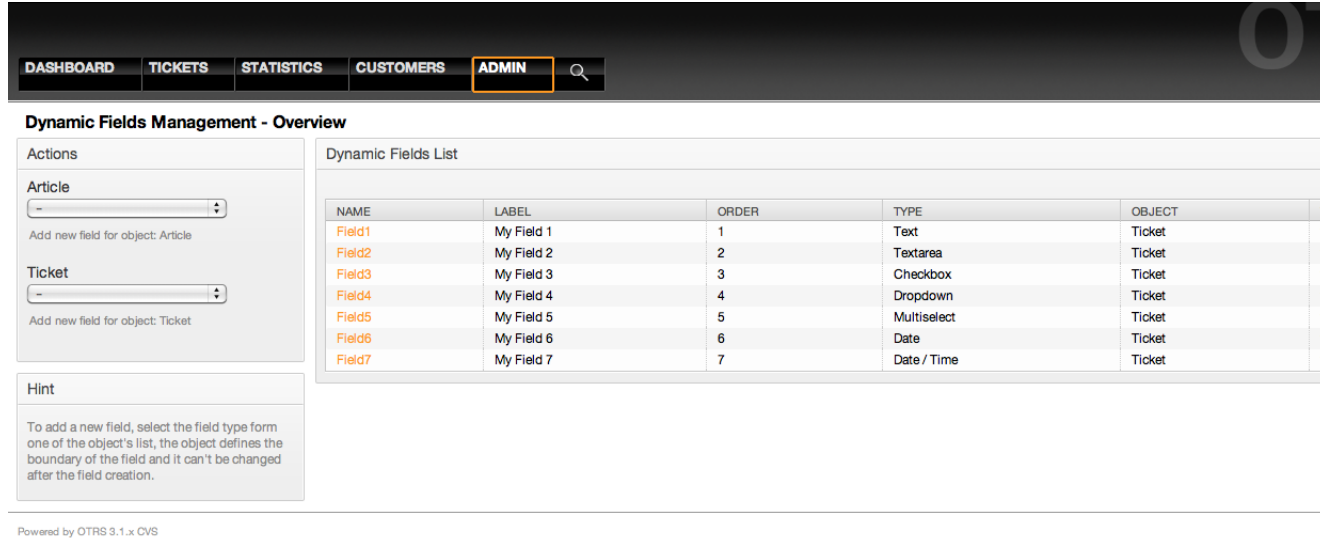 OT
DASHBOARD TICKETS STATISTICS CUSTOMERS ADMIN
Dynamic Fields Management - Overview
Actions
Article
-
Add new field for object: Article
Ticket
-
Add new field for object: Ticket
Hint
To add a new field, select the field type form
one of the object's list, the object defines the
boundary of the field and it can't be changed
after the field creation.
Dynamic Fields List
NAME LABEL ORDER TYPE OBJECT
Field1 My Field 1 1 Text Ticket
Field2 My Field 2 2 Textarea Ticket
Field3 My Field 3 3 Checkbox Ticket
Field4 My Field 4 4 Dropdown Ticket
Field5 My Field 5 5 Multiselect Ticket
Field6 My Field 6 6 Date Ticket
Field7 My Field 7 7 Date / Time Ticket
Powered by OTRS 3.1.x CVS